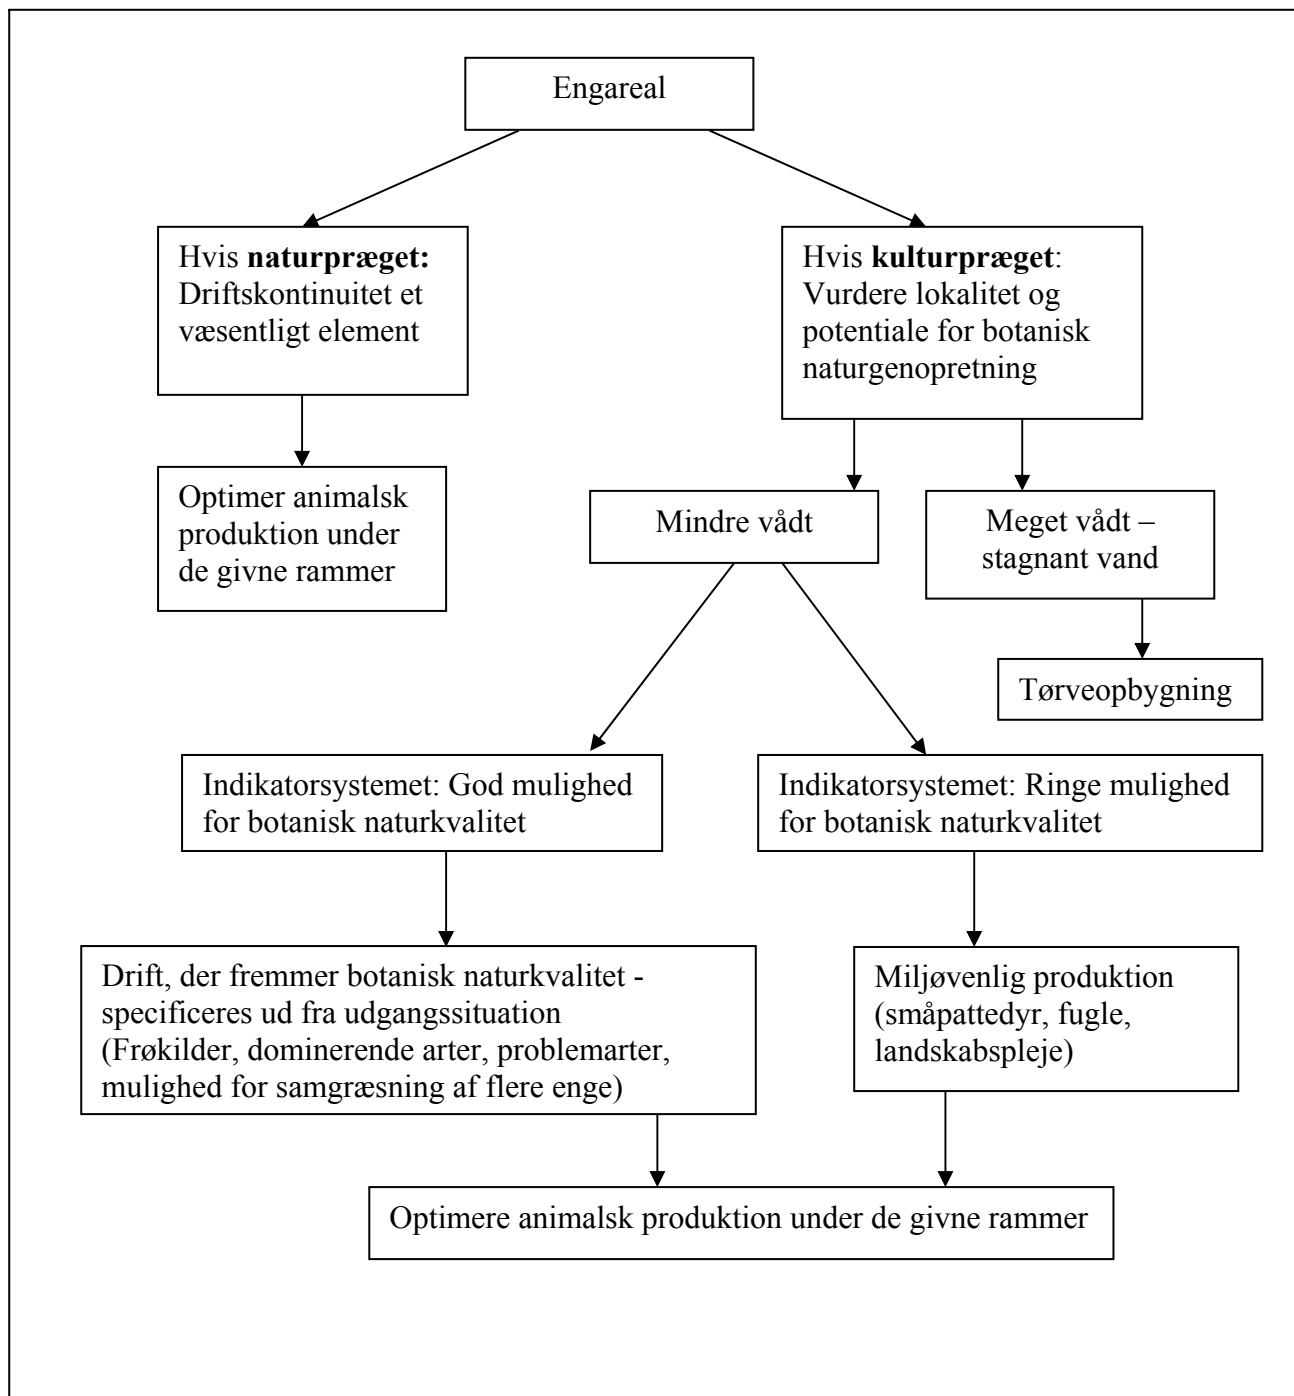 Engareal
Hvis naturpræget:
Driftskontinuitet et
væsentligt element
Hvis kulturpræget:
Vurdere lokalitet og
potentiale for botanisk
naturgenopretning
Optimer animalsk
produktion under
de givne rammer
Mindre vådt
Meget vådt –
stagnant vand
Tørveopbygning
Indikatorsystemet: God mulighed
for botanisk naturkvalitet
Indikatorsystemet: Ringe mulighed
for botanisk naturkvalitet
Drift, der fremmer botanisk naturkvalitet -
specificeres ud fra udgangssituation
(Frøkilder, dominerende arter, problemarter,
mulighed for samgræsning af flere enge)
Miljøvenlig produktion
(småpattedyr, fugle,
landskabspleje)
Optimere animalsk produktion under de givne rammer